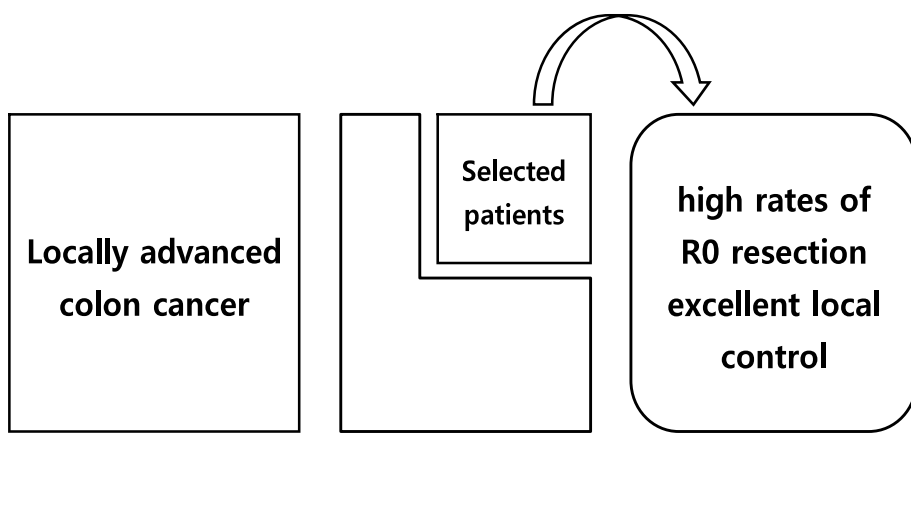 Locally advanced
colon cancer
Selected
patients
high rates of
R0 resection
excellent local
control